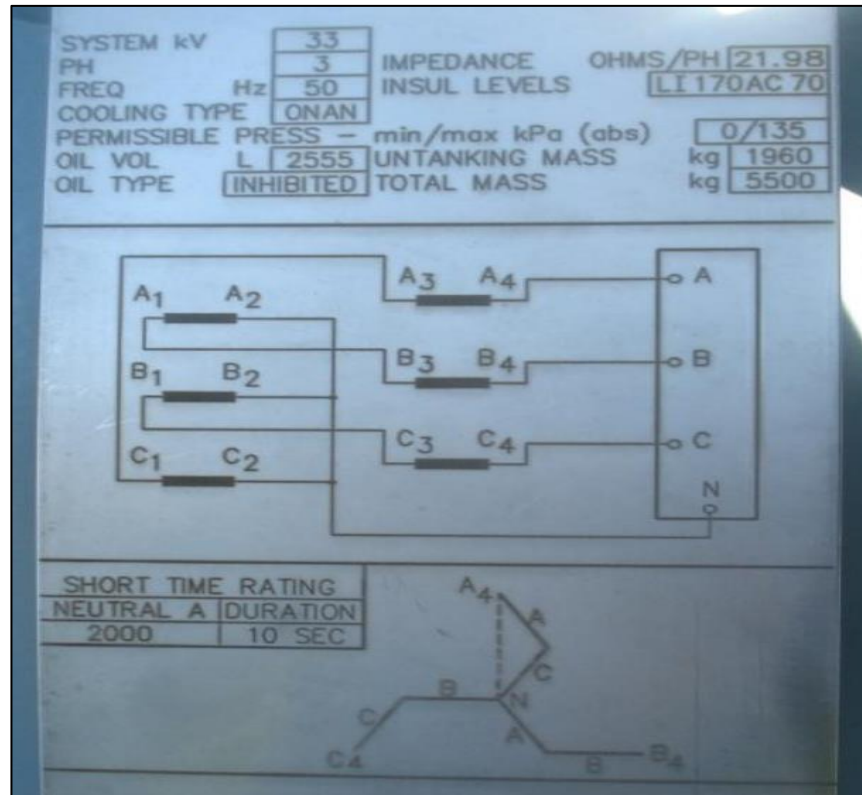 SYSTEM kV 33
PH 3 IMPEDANCE OHMS/PH 21.98
FREQ Hz 50 INSUL LEVELS LI 170 AC 70
COOLING TYPE ONAN
PERMISSIBLE PRESS – min/max kPa (abs) 0/135
OIL VOL L 2555 UNTANKING MASS kg 1960
OIL TYPE INHIBITED TOTAL MASS kg 5500
A3 A4 A
A1 A2
B3 B4 B
B1 B2
C3 C4 C
C1 C2
N
SHORT TIME RATING
NEUTRAL A DURATION
2000 10 SEC
A4 A
C
B N
C A
C4 B B4